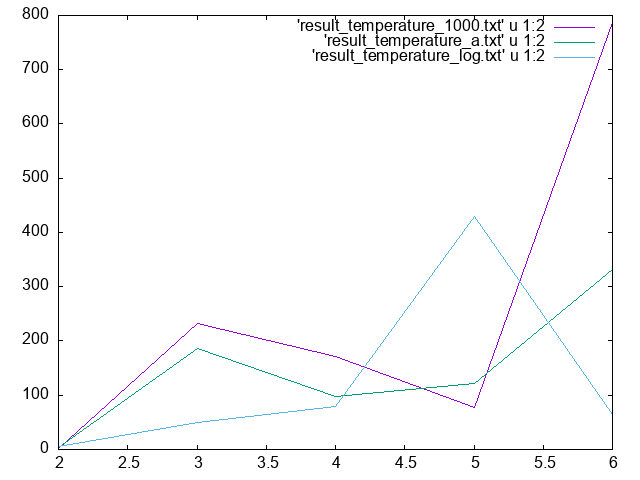 800
'result_temperature_1000.txt' u 1:2
'result_temperature_a.txt' u 1:2
'result_temperature_log.txt' u 1:2
700
600
500
400
300
200
100
0
2 2.5 3 3.5 4 4.5 5 5.5 6